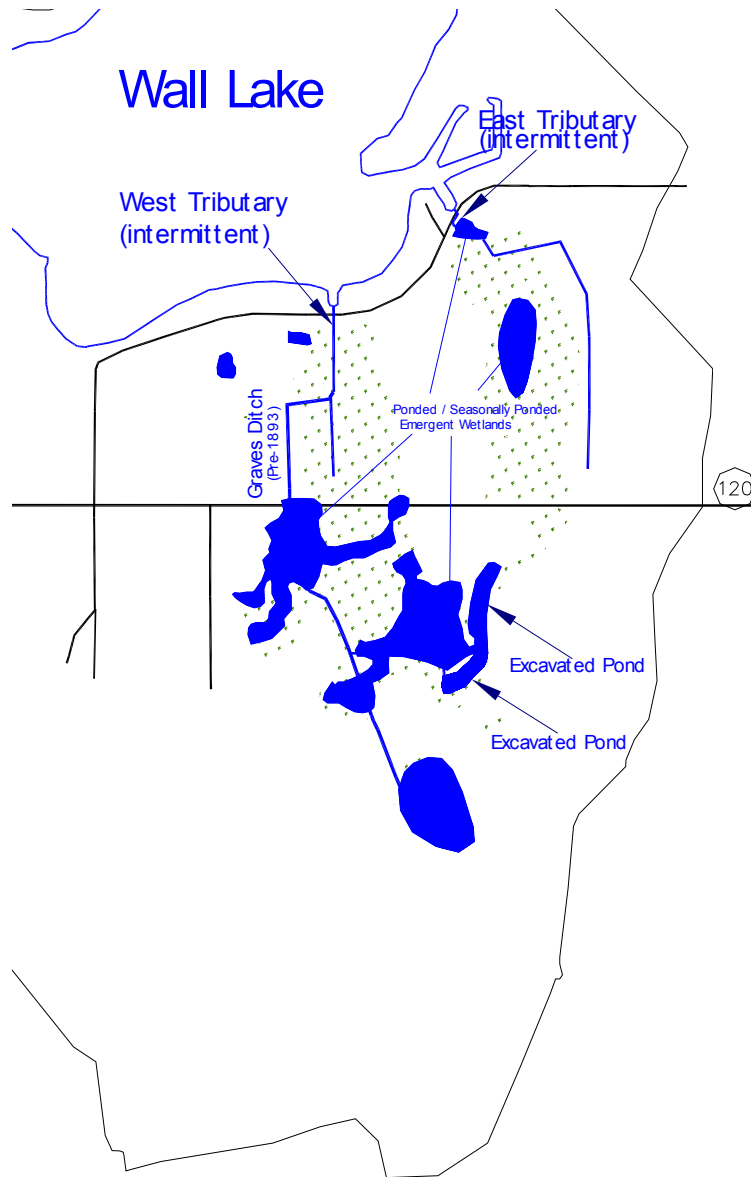 Wall Lake
East Tributary
(intermittent)
West Tributary
(intermittent)
Graves Ditch
(Pre-1893)
Ponded / Seasonally Ponded
Emergent Wetlands
120
Excavated Pond
Excavated Pond